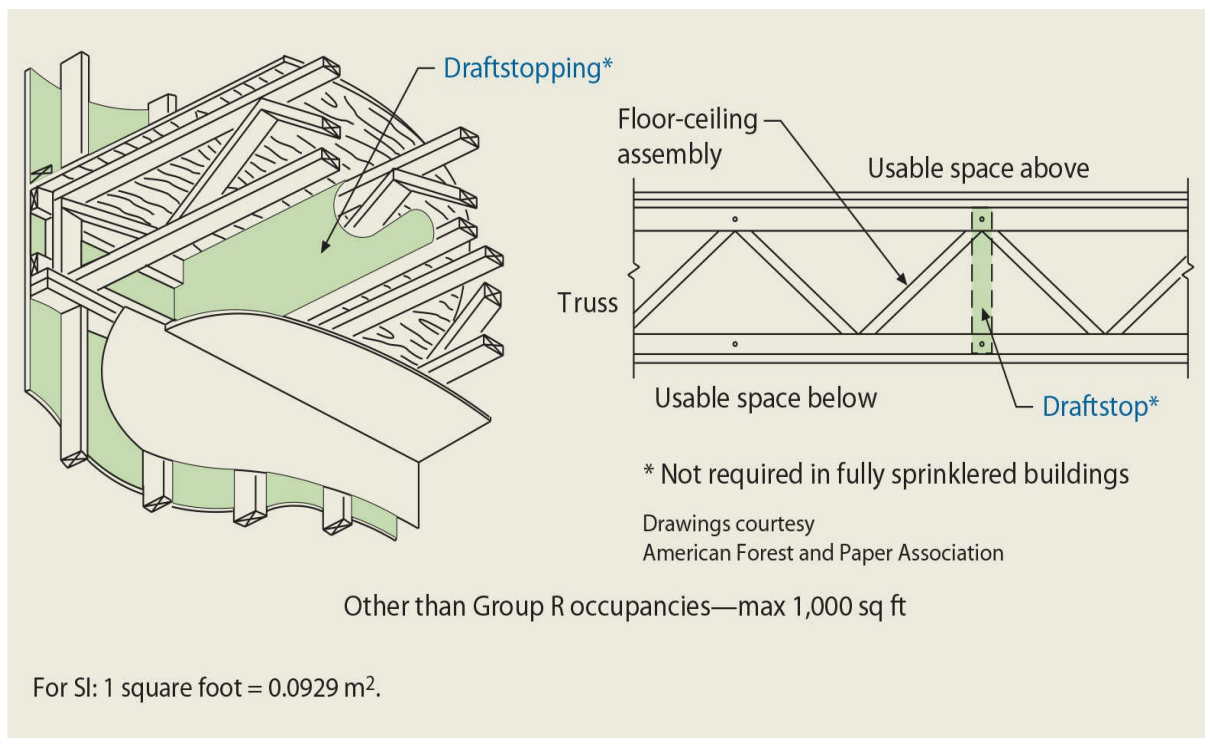 Draftstopping*
Floor-ceiling
assembly
Usable space above
Truss
Usable space below
Draftstop*
* Not required in fully sprinklered buildings
Drawings courtesy
American Forest and Paper Association
Other than Group R occupancies—max 1,000 sq ft
For SI: 1 square foot = 0.0929 m².